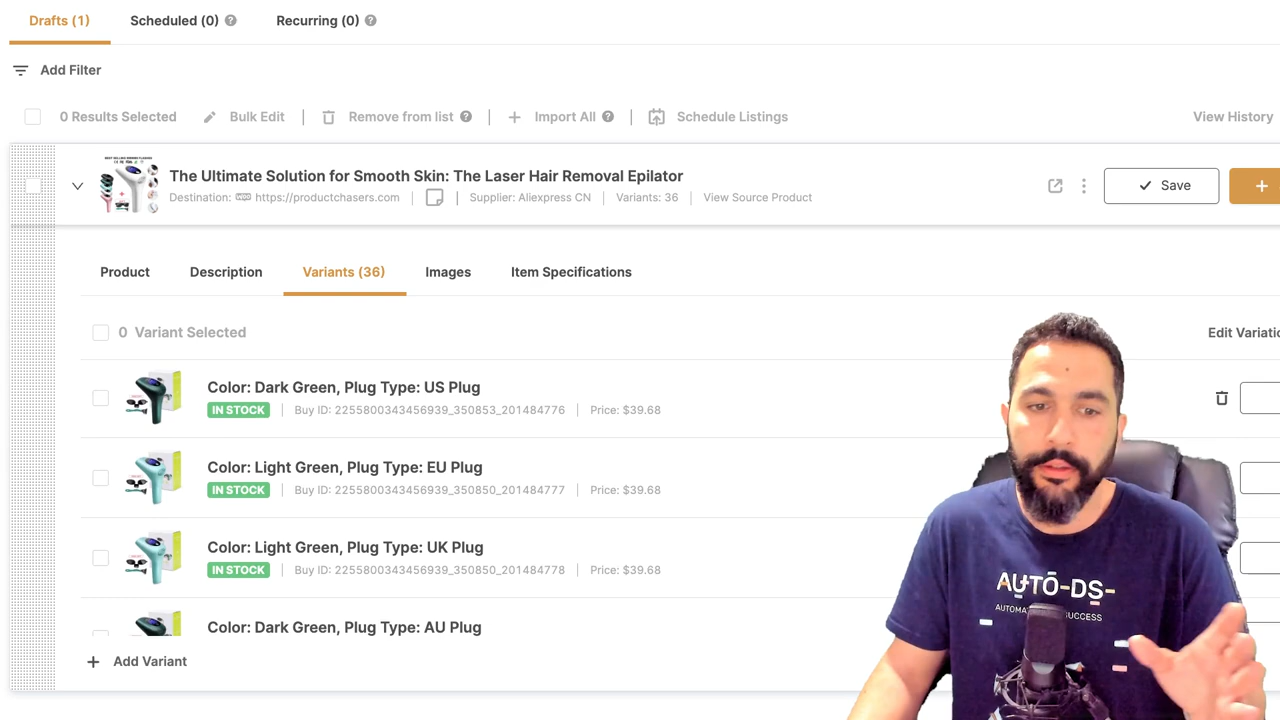 Drafts (1) Scheduled (0) Recurring (0)
Add Filter
0 Results Selected Bulk Edit Remove from list Import All Schedule Listings View History
The Ultimate Solution for Smooth Skin: The Laser Hair Removal Epilator
Destination: https://productchasers.com Supplier: Aliexpress CN Variants: 36 View Source Product
Save
Product Description Variants (36) Images Item Specifications
0 Variant Selected
Edit Variatio
Color: Dark Green, Plug Type: US Plug
IN STOCK Buy ID: 2255800343456939_350853_201484776 Price: $39.68
Color: Light Green, Plug Type: EU Plug
IN STOCK Buy ID: 2255800343456939_350850_201484777 Price: $39.68
Color: Light Green, Plug Type: UK Plug
IN STOCK Buy ID: 2255800343456939_350850_201484778 Price: $39.68
Color: Dark Green, Plug Type: AU Plug
Add Variant
AUTO-DS-